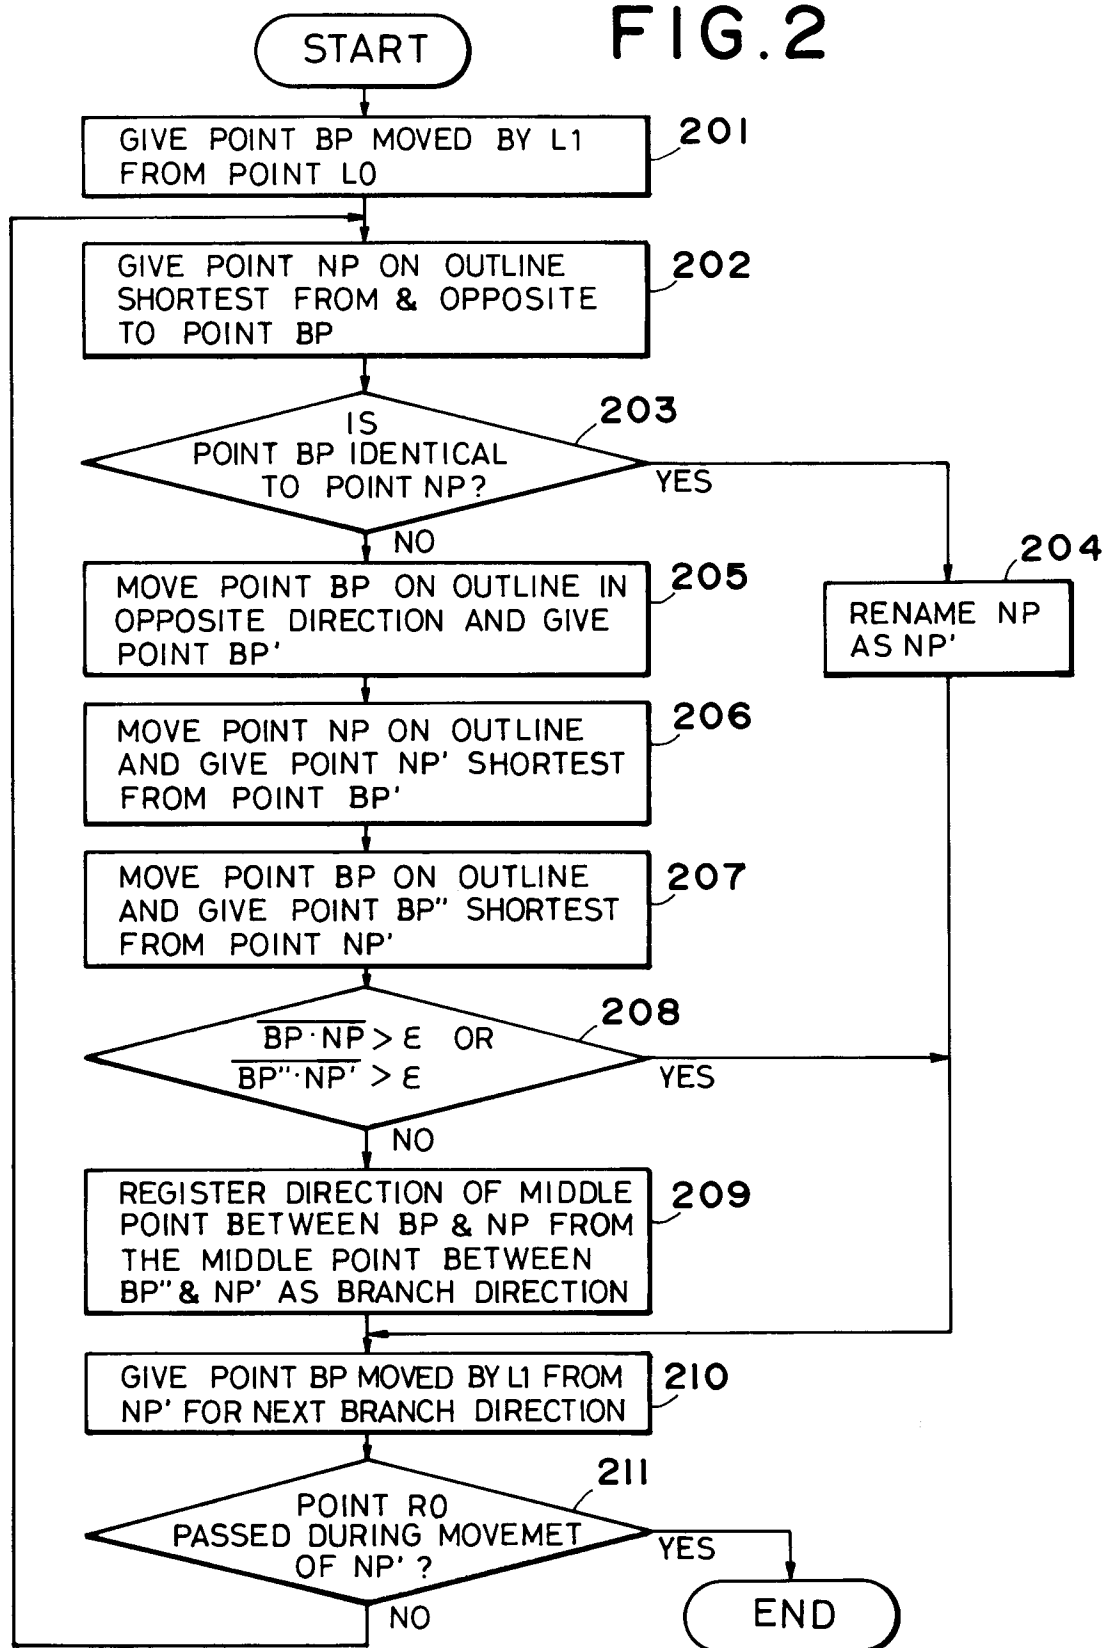 FIG.2
START
GIVE POINT BP MOVED BY L1
FROM POINT L0
201
GIVE POINT NP ON OUTLINE
SHORTEST FROM & OPPOSITE
TO POINT BP
202
IS
POINT BP IDENTICAL
TO POINT NP?
203
YES
NO
204
RENAME NP
AS NP'
MOVE POINT BP ON OUTLINE IN
OPPOSITE DIRECTION AND GIVE
POINT BP'
205
MOVE POINT NP ON OUTLINE
AND GIVE POINT NP' SHORTEST
FROM POINT BP'
206
MOVE POINT BP ON OUTLINE
AND GIVE POINT BP" SHORTEST
FROM POINT NP'
207
BP·NP > ε OR
BP"·NP' > ε
208
YES
NO
REGISTER DIRECTION OF MIDDLE
POINT BETWEEN BP & NP FROM
THE MIDDLE POINT BETWEEN
BP" & NP' AS BRANCH DIRECTION
209
GIVE POINT BP MOVED BY L1 FROM
NP' FOR NEXT BRANCH DIRECTION
210
POINT R0
PASSED DURING MOVEMET
OF NP' ?
211
YES
NO
END